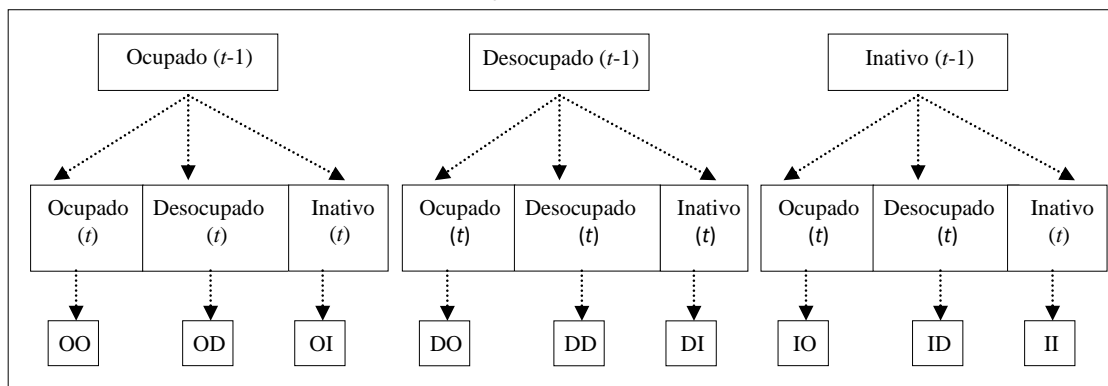 Ocupado (t-1)
Desocupado (t-1)
Inativo (t-1)
Ocupado
(t)
Desocupado
(t)
Inativo
(t)
Ocupado
(t)
Desocupado
(t)
Inativo
(t)
Ocupado
(t)
Desocupado
(t)
Inativo
(t)
OO
OD
OI
DO
DD
DI
IO
ID
II